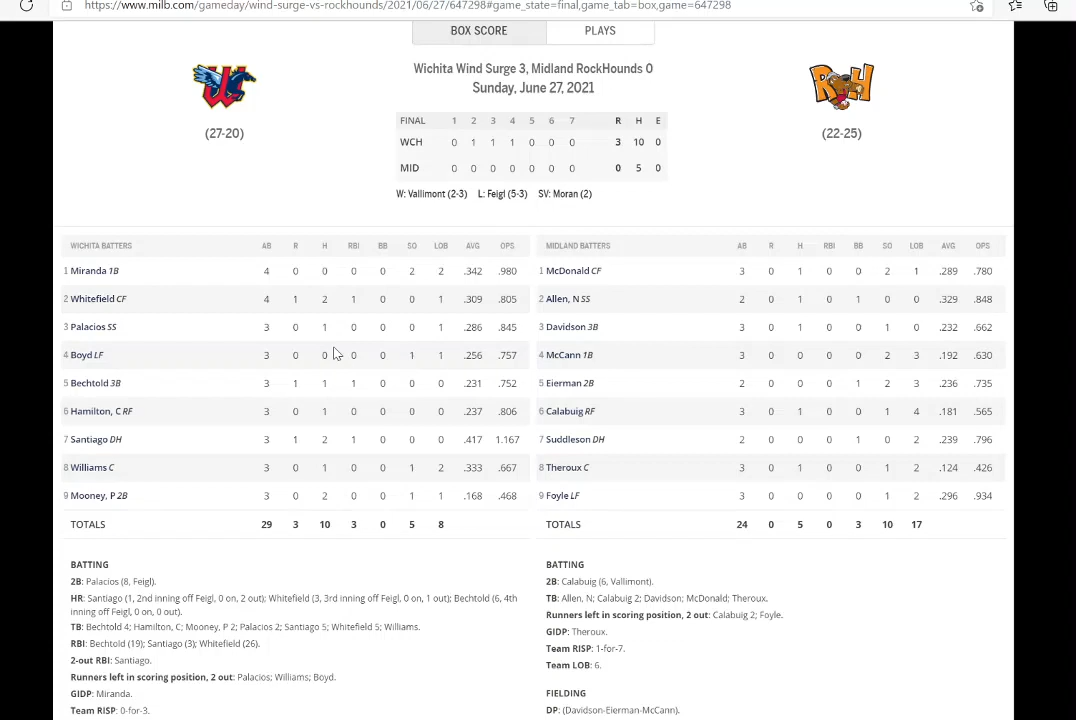 https://www.milb.com/gameday/wind-surge-vs-rockhounds/2021/06/27/647298#game_state=final,game_tab=box,game=647298
BOX SCORE PLAYS
Wichita Wind Surge 3, Midland RockHounds 0
Sunday, June 27, 2021
W RH
(27-20) (22-25)
FINAL 1 2 3 4 5 6 7 R H E
WCH 0 1 1 1 0 0 0 3 10 0
MID 0 0 0 0 0 0 0 0 5 0
W: Vallimont (2-3) L: Feigl (5-3) SV: Moran (2)
WICHITA BATTERS AB R H RBI BB SO LOB AVG OPS
1 Miranda 1B 4 0 0 0 0 2 2 .342 .980
2 Whitefield CF 4 1 2 1 0 0 1 .309 .805
3 Palacios SS 3 0 1 0 0 0 1 .286 .845
4 Boyd LF 3 0 0 0 0 1 1 .256 .757
5 Bechtold 3B 3 1 1 1 0 0 0 .231 .752
6 Hamilton, C RF 3 0 1 0 0 0 0 .237 .806
7 Santiago DH 3 1 2 1 0 0 0 .417 1.167
8 Williams C 3 0 1 0 0 1 2 .333 .667
9 Mooney, P 2B 3 0 2 0 0 1 1 .168 .468
TOTALS 29 3 10 3 0 5 8
BATTING
2B: Palacios (8, Feigl).
HR: Santiago (1, 2nd inning off Feigl, 0 on, 2 out); Whitefield (3, 3rd inning off Feigl, 0 on, 1 out); Bechtold (6, 4th
inning off Feigl, 0 on, 0 out).
TB: Bechtold 4; Hamilton, C; Mooney, P 2; Palacios 2; Santiago 5; Whitefield 5; Williams.
RBI: Bechtold (19); Santiago (3); Whitefield (26).
2-out RBI: Santiago.
Runners left in scoring position, 2 out: Palacios; Williams; Boyd.
GIDP: Miranda.
Team RISP: 0-for-3.
MIDLAND BATTERS AB R H RBI BB SO LOB AVG OPS
1 McDonald CF 3 0 1 0 0 2 1 .289 .780
2 Allen, N SS 2 0 1 0 1 0 0 .329 .848
3 Davidson 3B 3 0 1 0 0 1 0 .232 .662
4 McCann 1B 3 0 0 0 0 2 3 .192 .630
5 Eierman 2B 2 0 0 0 1 2 3 .236 .735
6 Calabuig RF 3 0 1 0 0 1 4 .181 .565
7 Suddleson DH 2 0 0 0 1 0 2 .239 .796
8 Theroux C 3 0 1 0 0 1 2 .124 .426
9 Foyle LF 3 0 0 0 0 1 2 .296 .934
TOTALS 24 0 5 0 3 10 17
BATTING
2B: Calabuig (6, Vallimont).
TB: Allen, N; Calabuig 2; Davidson; McDonald; Theroux.
Runners left in scoring position, 2 out: Calabuig 2; Foyle.
GIDP: Theroux.
Team RISP: 1-for-7.
Team LOB: 6.
FIELDING
DP: (Davidson-Eierman-McCann).